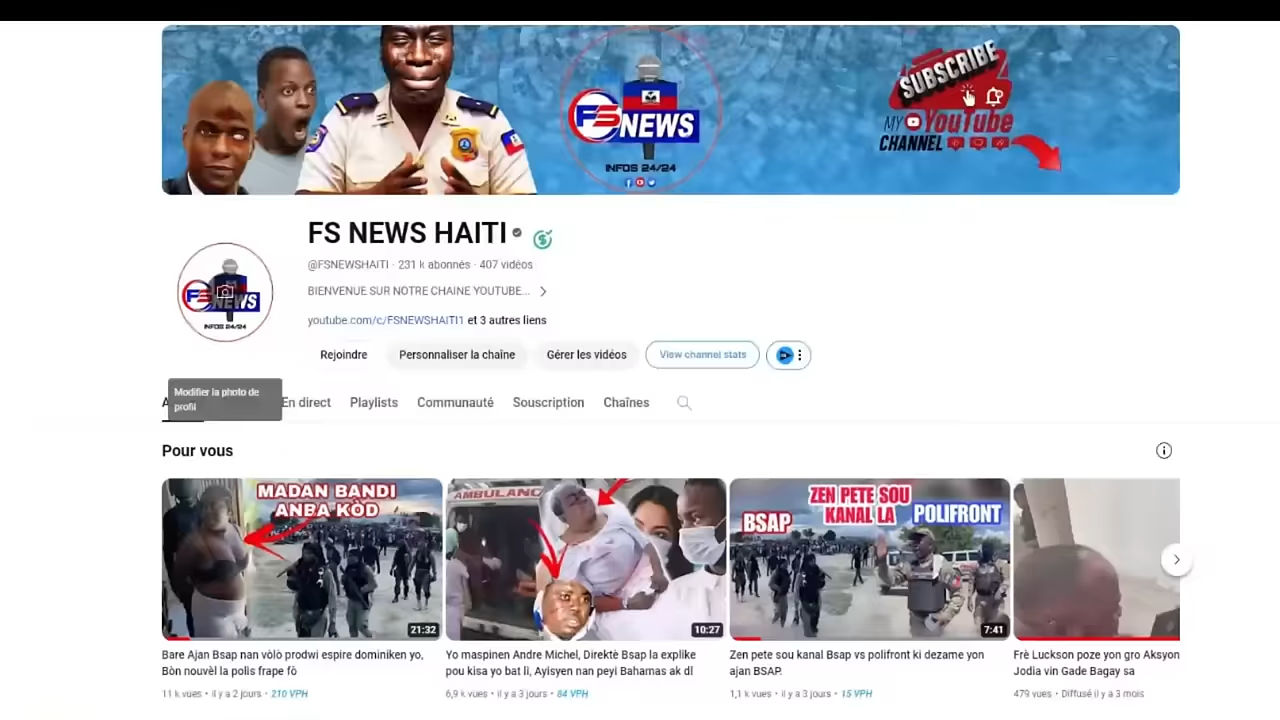 SUBSCRIBE
MY YouTube
CHANNEL
FS NEWS
INFOS 24/24
FS NEWS HAITI
@FSNEWSHAITI · 231 k abonnés · 407 vidéos
BIENVENUE SUR NOTRE CHAINE YOUTUBE...
youtube.com/c/FSNEWSHAITI1 et 3 autres liens
FS NEWS
INFOS 24/24
Rejoindre
Personnaliser la chaîne
Gérer les vidéos
View channel stats
Modifier la photo de
profil
En direct
Playlists
Communauté
Souscription
Chaînes
Pour vous
MADAN BANDI
ANBA KÒD
21:32
AMBULANC
10:27
ZEN PETE SOU
KANAL LA
BSAP
POLIFRONT
7:41
Bare Ajan Bsap nan vòlò prodwi espire dominiken yo,
Bòn nouvèl la polis frape fò
11 k vues • il y a 2 jours • 210 VPH
Yo maspinen Andre Michel, Direktè Bsap la explike
pou kisa yo bat li, Ayisyen nan peyi Bahamas ak dl
6,9 k vues • il y a 3 jours • 84 VPH
Zen pete sou kanal Bsap vs polifront ki dezame yon
ajan BSAP.
1,1 k vues • il y a 3 jours • 15 VPH
Frè Luckson poze yon gro Aksyon
Jodia vin Gade Bagay sa
479 vues • Diffusé il y a 3 mois